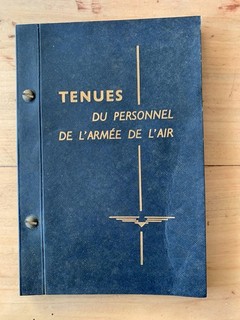 TENUES
DU PERSONNEL
DE L'ARMÉE DE L'AIR